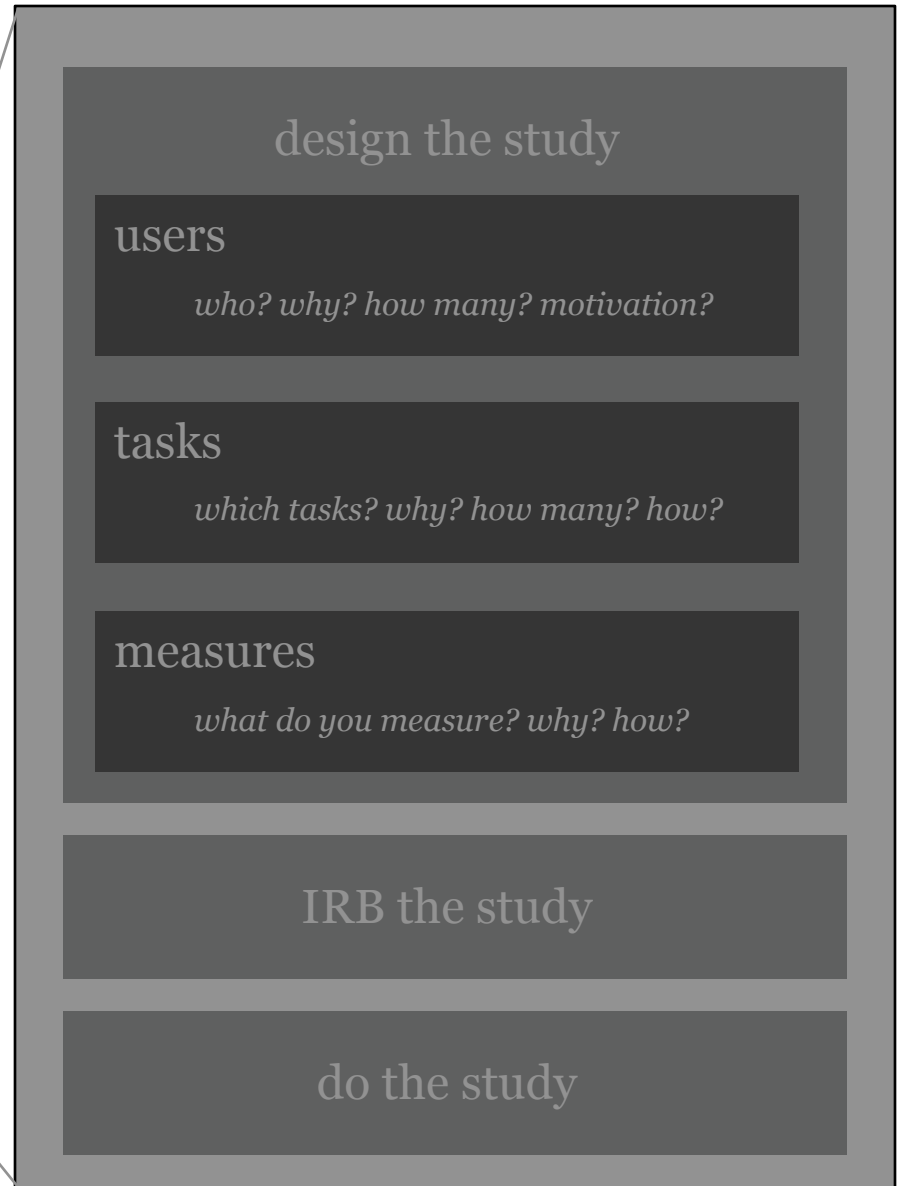 design the study
users
who? why? how many? motivation?
tasks
which tasks? why? how many? how?
measures
what do you measure? why? how?
IRB the study
do the study